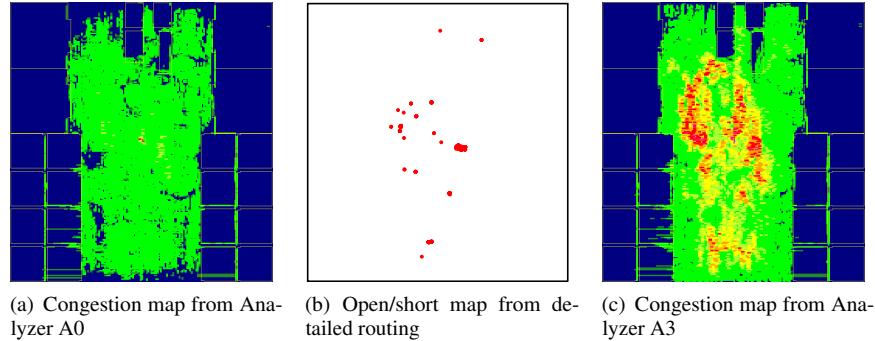 (a) Congestion map from Ana-
lyzer A0
(b) Open/short map from de-
tailed routing
(c) Congestion map from Ana-
lyzer A3